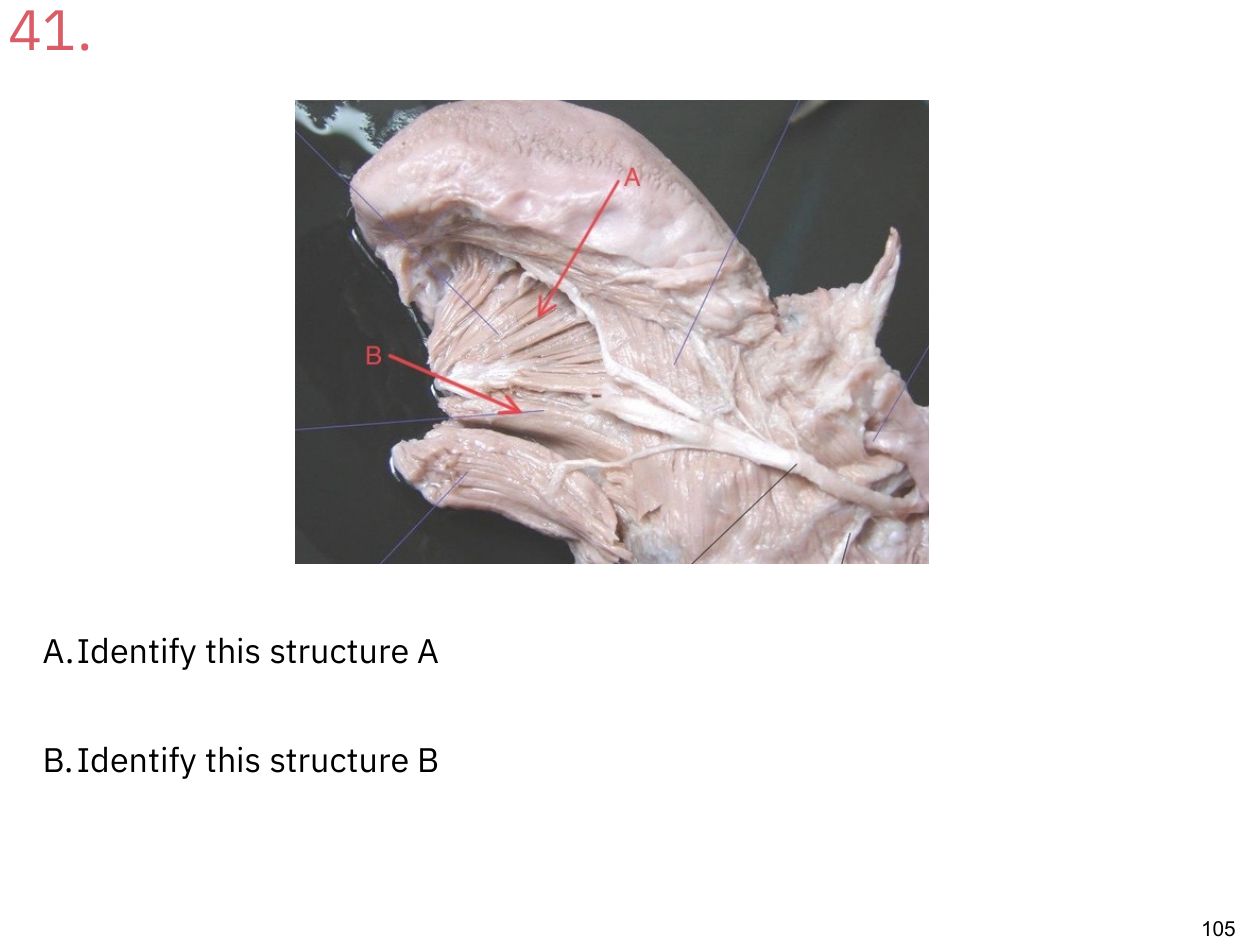 41.
A
B
A. Identify this structure A
B. Identify this structure B
105